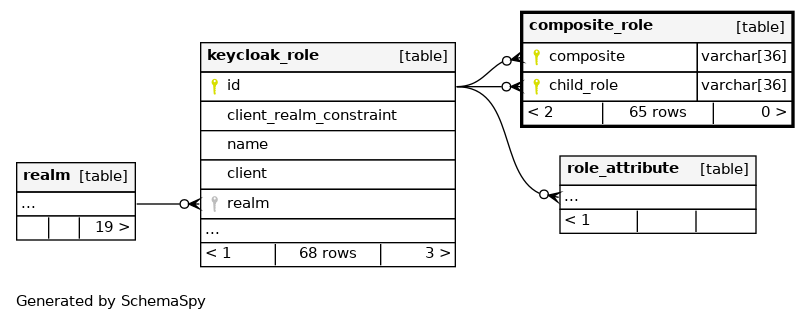 composite_role [table]
composite varchar[36]
child_role varchar[36]
< 2 65 rows 0 >
keycloak_role [table]
id
client_realm_constraint
name
client
realm
...
< 1 68 rows 3 >
realm [table]
...
19 >
role_attribute [table]
...
< 1
Generated by SchemaSpy